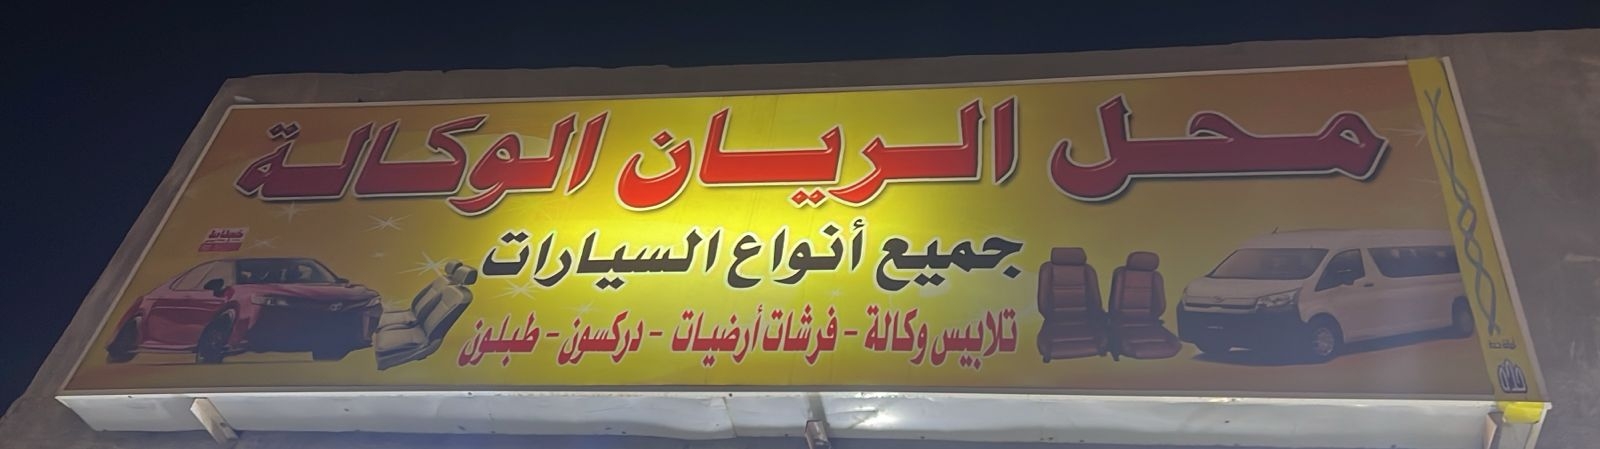 محل الريان الوكالة
جميع أنواع السيارات
تلابيس وكالة - فرشات أرضيات - دركسون - طبلون